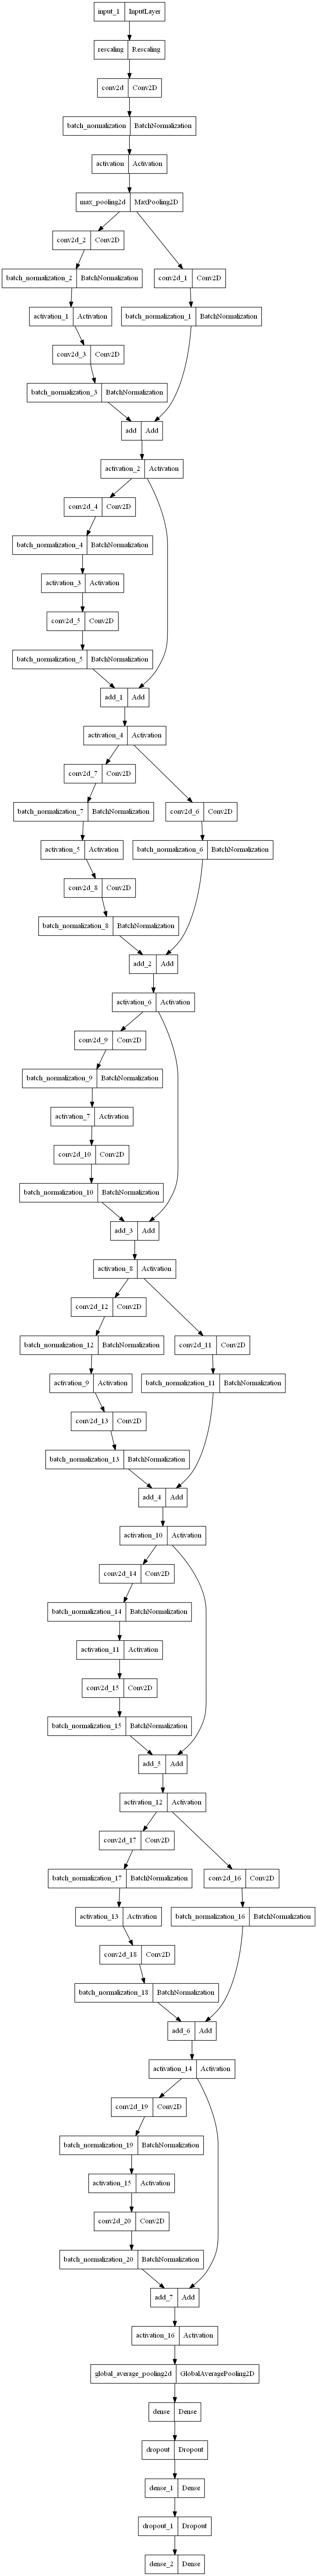 input_1 InputLayer
rescaling Rescaling
conv2d Conv2D
batch_normalization BatchNormalization
activation Activation
max_pooling2d MaxPooling2D
conv2d_2 Conv2D
batch_normalization_2 BatchNormalization
conv2d_1 Conv2D
activation_1 Activation
batch_normalization_1 BatchNormalization
conv2d_3 Conv2D
batch_normalization_3 BatchNormalization
add Add
activation_2 Activation
conv2d_4 Conv2D
batch_normalization_4 BatchNormalization
activation_3 Activation
conv2d_5 Conv2D
batch_normalization_5 BatchNormalization
add_1 Add
activation_4 Activation
conv2d_7 Conv2D
batch_normalization_7 BatchNormalization
conv2d_6 Conv2D
activation_5 Activation
batch_normalization_6 BatchNormalization
conv2d_8 Conv2D
batch_normalization_8 BatchNormalization
add_2 Add
activation_6 Activation
conv2d_9 Conv2D
batch_normalization_9 BatchNormalization
activation_7 Activation
conv2d_10 Conv2D
batch_normalization_10 BatchNormalization
add_3 Add
activation_8 Activation
conv2d_12 Conv2D
batch_normalization_12 BatchNormalization
conv2d_11 Conv2D
activation_9 Activation
batch_normalization_11 BatchNormalization
conv2d_13 Conv2D
batch_normalization_13 BatchNormalization
add_4 Add
activation_10 Activation
conv2d_14 Conv2D
batch_normalization_14 BatchNormalization
activation_11 Activation
conv2d_15 Conv2D
batch_normalization_15 BatchNormalization
add_5 Add
activation_12 Activation
conv2d_17 Conv2D
batch_normalization_17 BatchNormalization
conv2d_16 Conv2D
activation_13 Activation
batch_normalization_16 BatchNormalization
conv2d_18 Conv2D
batch_normalization_18 BatchNormalization
add_6 Add
activation_14 Activation
conv2d_19 Conv2D
batch_normalization_19 BatchNormalization
activation_15 Activation
conv2d_20 Conv2D
batch_normalization_20 BatchNormalization
add_7 Add
activation_16 Activation
global_average_pooling2d GlobalAveragePooling2D
dense Dense
dropout Dropout
dense_1 Dense
dropout_1 Dropout
dense_2 Dense